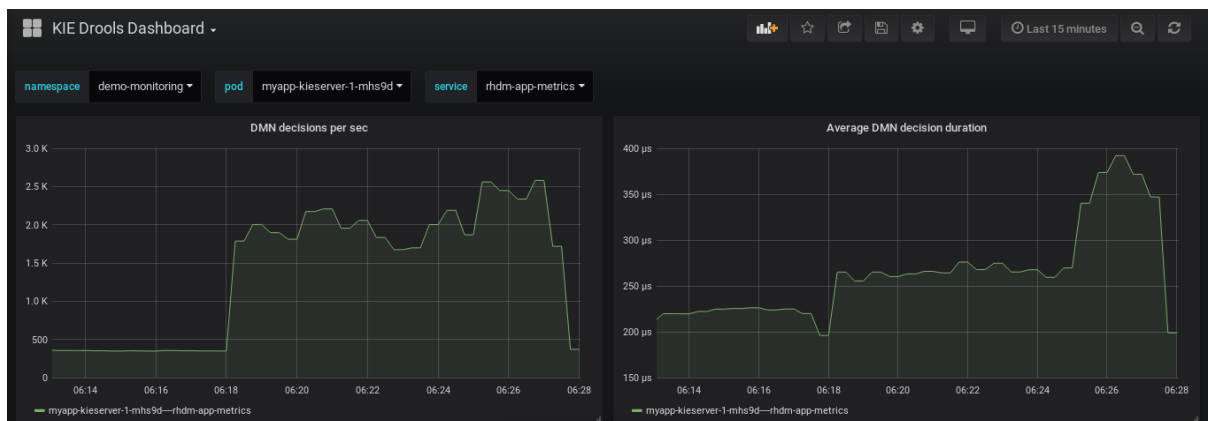 KIE Drools Dashboard
Last 15 minutes
namespace demo-monitoring pod myapp-kieserver-1-mhs9d service rhdm-app-metrics
DMN decisions per sec
3.0 K
2.5 K
2.0 K
1.5 K
1.0 K
500
0
06:14 06:16 06:18 06:20 06:22 06:24 06:26 06:28
myapp-kieserver-1-mhs9d—rhdm-app-metrics
Average DMN decision duration
400 µs
350 µs
300 µs
250 µs
200 µs
150 µs
06:14 06:16 06:18 06:20 06:22 06:24 06:26 06:28
myapp-kieserver-1-mhs9d—rhdm-app-metrics